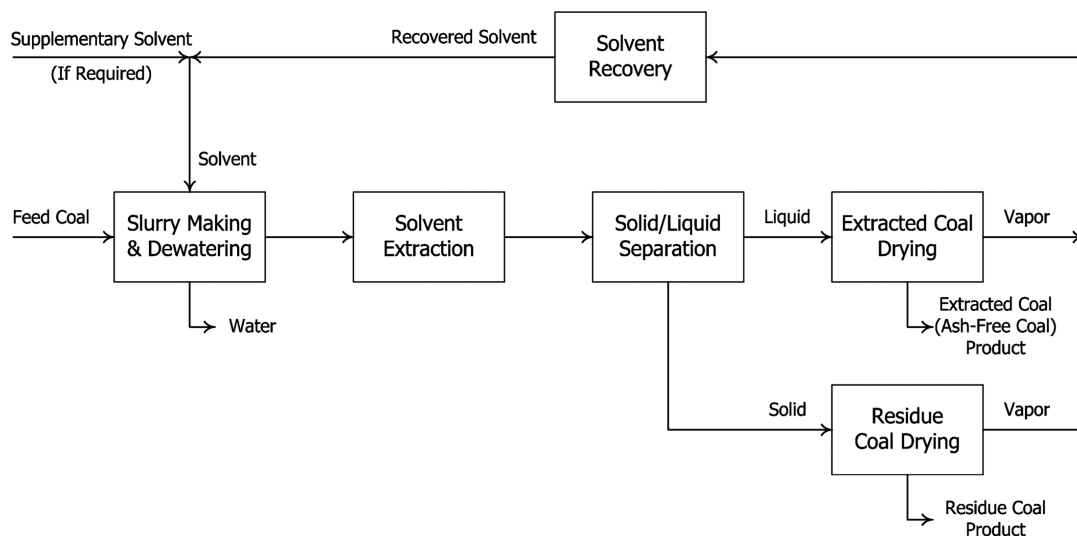 Supplementary Solvent
(If Required)
Recovered Solvent
Solvent
Recovery
Solvent
Feed Coal
Slurry Making
& Dewatering
Solvent
Extraction
Solid/Liquid
Separation
Liquid
Extracted Coal
Drying
Vapor
Water
Extracted Coal
(Ash-Free Coal)
Product
Solid
Residue
Coal Drying
Vapor
Residue Coal
Product